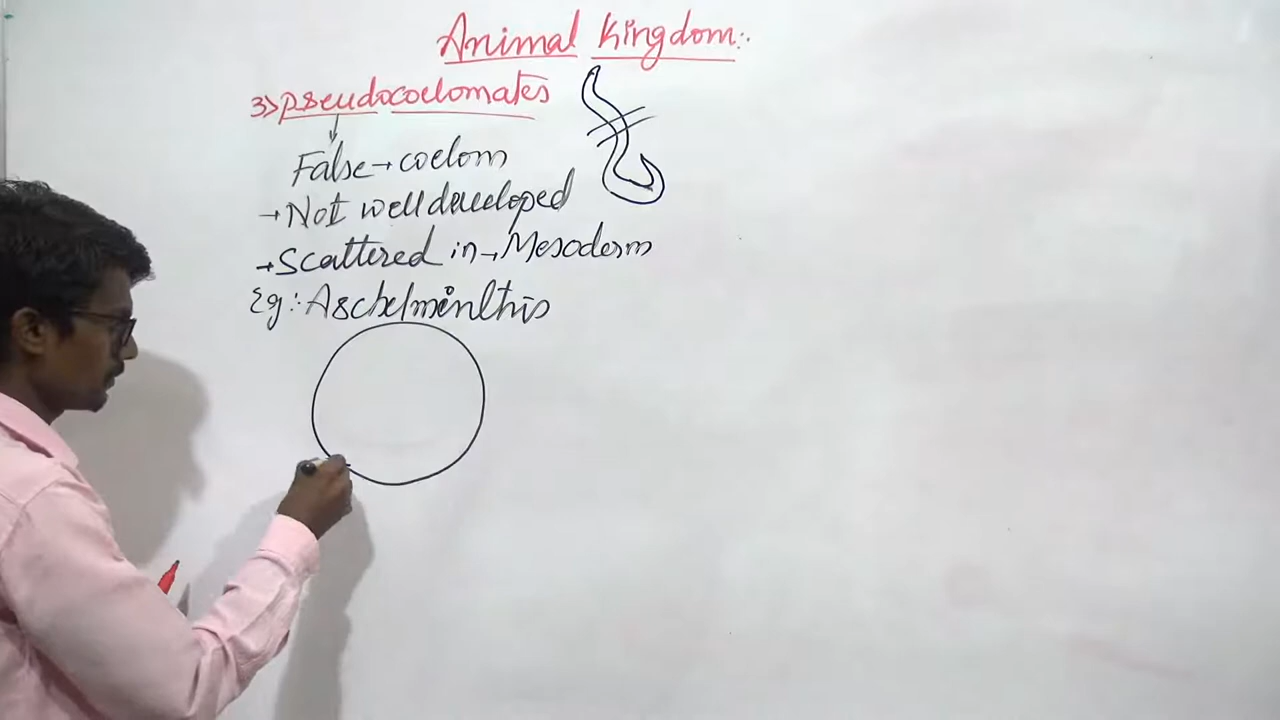 Animal Kingdom:.
3> pseudocoelomates
False → coelom
→ Not well developed
→ Scattered in → Mesoderm
Eg :- Aschelminthis